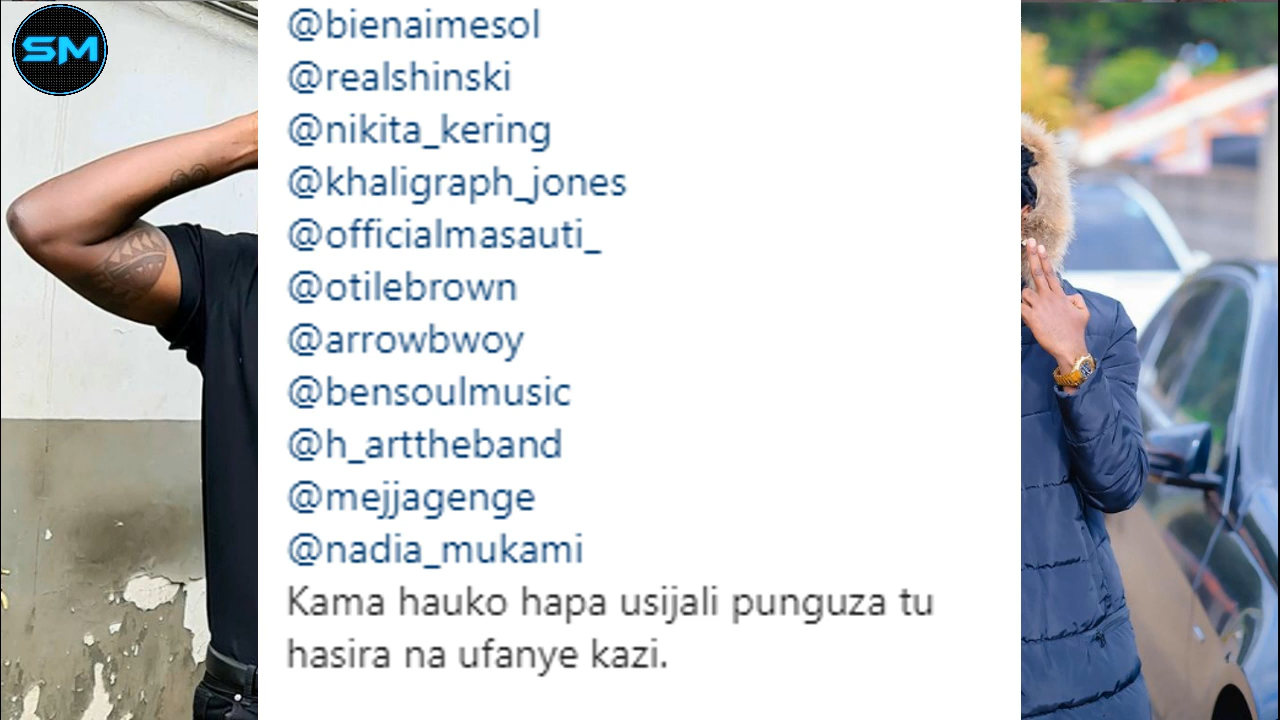 SM
@bienaimesol
@realshinski
@nikita_kering
@khaligraph_jones
@officialmasauti_
@otilebrown
@arrowbwoy
@bensoulmusic
@h_arttheband
@mejjagenge
@nadia_mukami
Kama hauko hapa usijali punguza tu
hasira na ufanye kazi.